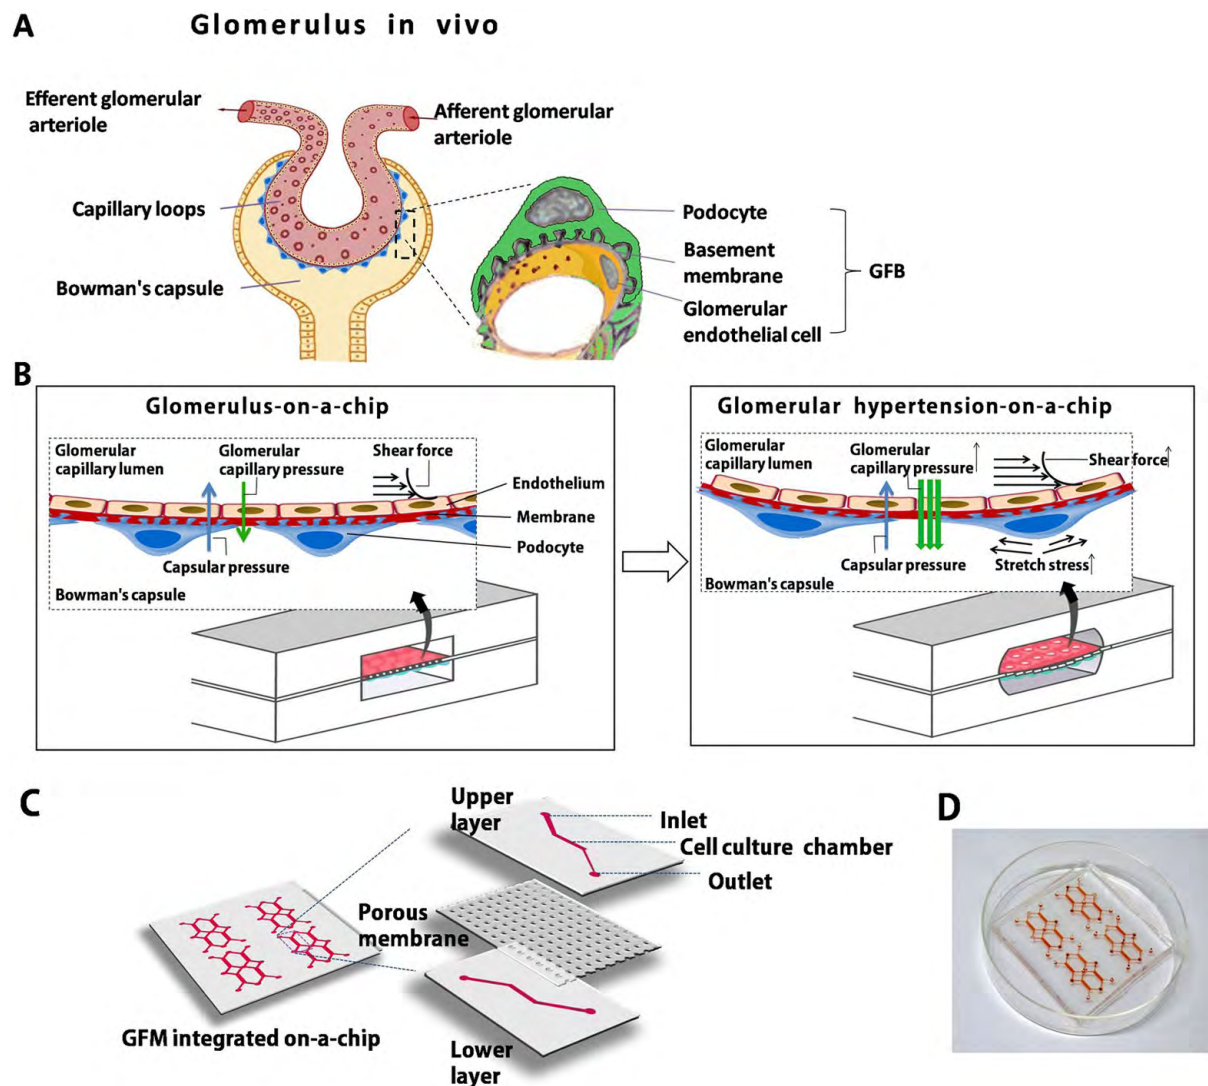 A
Glomerulus in vivo
Efferent glomerular
arteriole
Afferent glomerular
arteriole
Capillary loops
Bowman's capsule
Podocyte
Basement
membrane
Glomerular
endothelial cell
GFB
B
Glomerulus-on-a-chip
Glomerular
capillary lumen
Glomerular
capillary pressure
Shear force
Endothelium
Membrane
Podocyte
Capsular pressure
Bowman's capsule
Glomerular hypertension-on-a-chip
Glomerular
capillary lumen
Glomerular
capillary pressure↑
Shear force↑
Capsular pressure
Stretch stress↑
Bowman's capsule
C
Upper
layer
Inlet
Cell culture chamber
Outlet
Porous
membrane
GFM integrated on-a-chip
Lower
layer
D